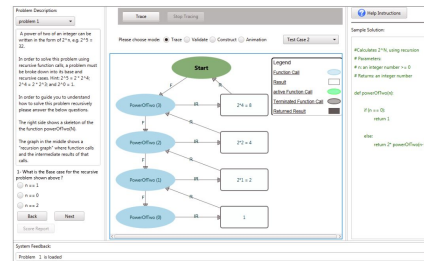 Problem Description
problem 1
A power of two of an integer can be
written in the form of 2^n. e.g. 2^5 =
32.
In order to solve this problem using
recursive function calls, a problem must
be broken down into its base and
recursive cases. Hint: 2^5 = 2 * 2^4;
2^4 = 2 * 2^3; and 2^0 = 1.
In order to guide you to understand
how to solve this problem recursively
please answer the below questions.
The right side shows a skeleton of the
the function powerOfTwo(N).
The graph in the middle shows a
"recursion graph" where function calls
and the intermediate results of that
calls.
1- What is the Base case for the recursive
problem shown above ?
n == 1
n == 0
n == 2
Back
Next
Score Report
Trace
Stop Tracing
Please choose mode:
Trace
Validate
Construct
Animation
Test Case 2
Start
PowerOfTwo (3)
2*4 = 8
PowerOfTwo (2)
2*2 = 4
PowerOfTwo (1)
2*1 = 2
PowerOfTwo (0)
1
Legend
Function Call
Result
active Function Call
Terminated Function Call
Returned Result
Help Instructions
Sample Solution:
#Calculates 2^N, using recursion
# Parameters
# n: an integer number >= 0
# Returns an integer number
def powerOfTwo(n):
if (n == 0):
return 1
else:
return 2* powerOfTwo(n-
System Feedback:
Problem 1 is loaded